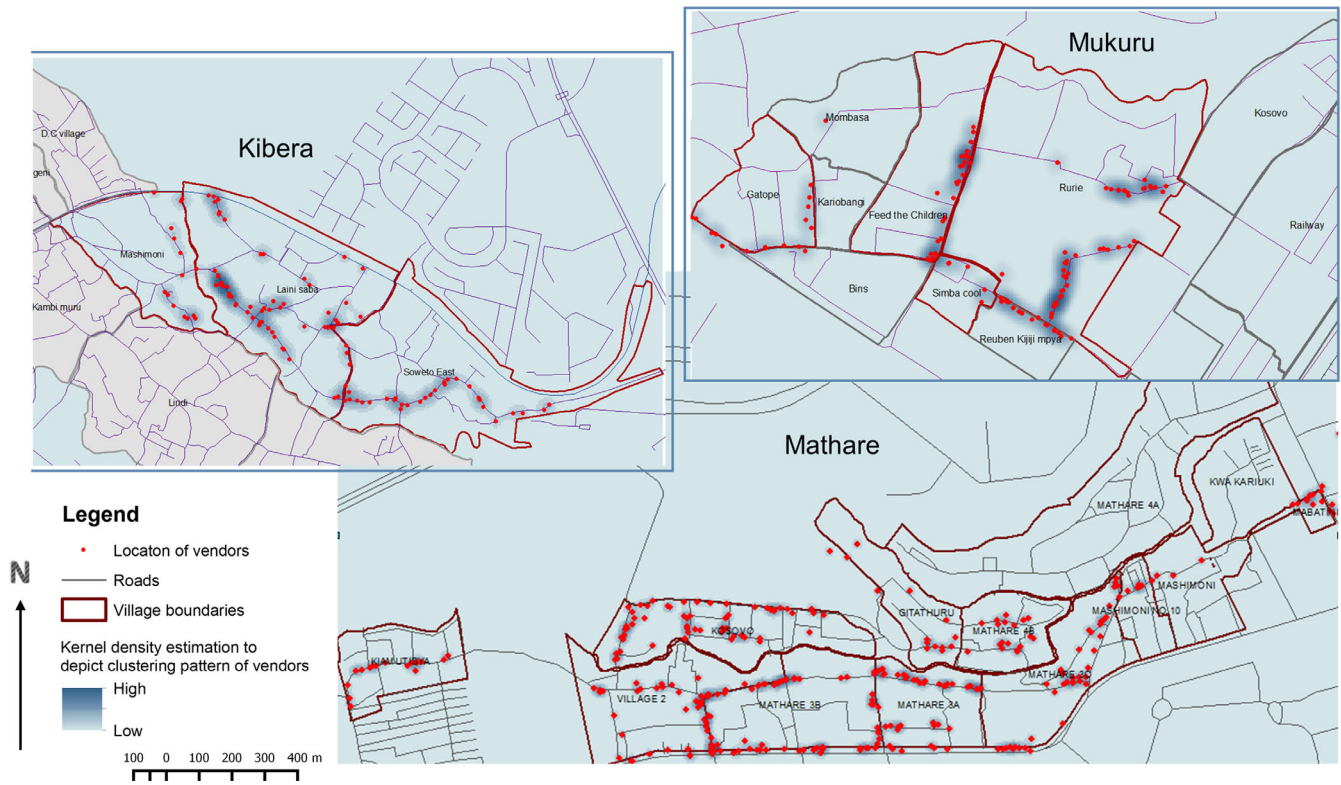 Kibera
D.C village
geni
Mashimoni
Laini saba
Kambi muru
Soweto East
Lindi
Mukuru
Mombasa
Kosovo
Gatope
Kariobangi
Rurie
Feed the Children
Railway
Bins
Simba cool
Reuben Kijiji mpya
Mathare
KWA KARIUKI
MATHARE 4A
MABATINI
MASHIMONI
MASHIMONI NO.10
GITATHURU
MATHARE 4B
KOSOVO
KIAMUTISYA
MATHARE 3C
VILLAGE 2
MATHARE 3B
MATHARE 3A
Legend
Locaton of vendors
Roads
Village boundaries
Kernel density estimation to
depict clustering pattern of vendors
High
Low
N
100 0 100 200 300 400 m